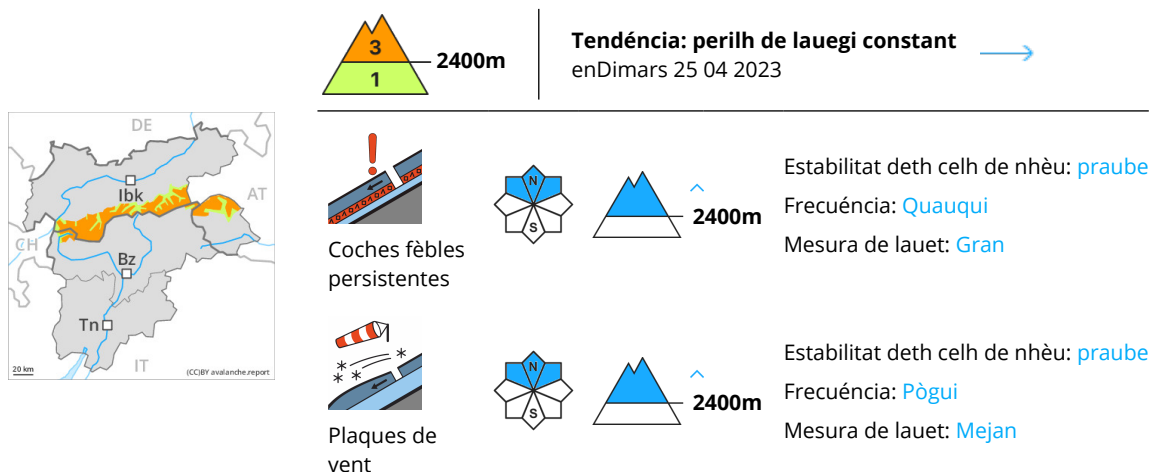 3
1
2400m
Tendéncia: perilh de lauegi constant
enDimars 25 04 2023
DE
AT
Ibk
CH
Bz
Tn
IT
20 km
(CC)BY avalanche.report
Coches fèbles
persistentes
N
S
2400m
Estabilitat deth celh de nhèu: praube
Frecuéncia: Quauqui
Mesura de lauet: Gran
Plaques de
vent
N
S
2400m
Estabilitat deth celh de nhèu: praube
Frecuéncia: Pògui
Mesura de lauet: Mejan